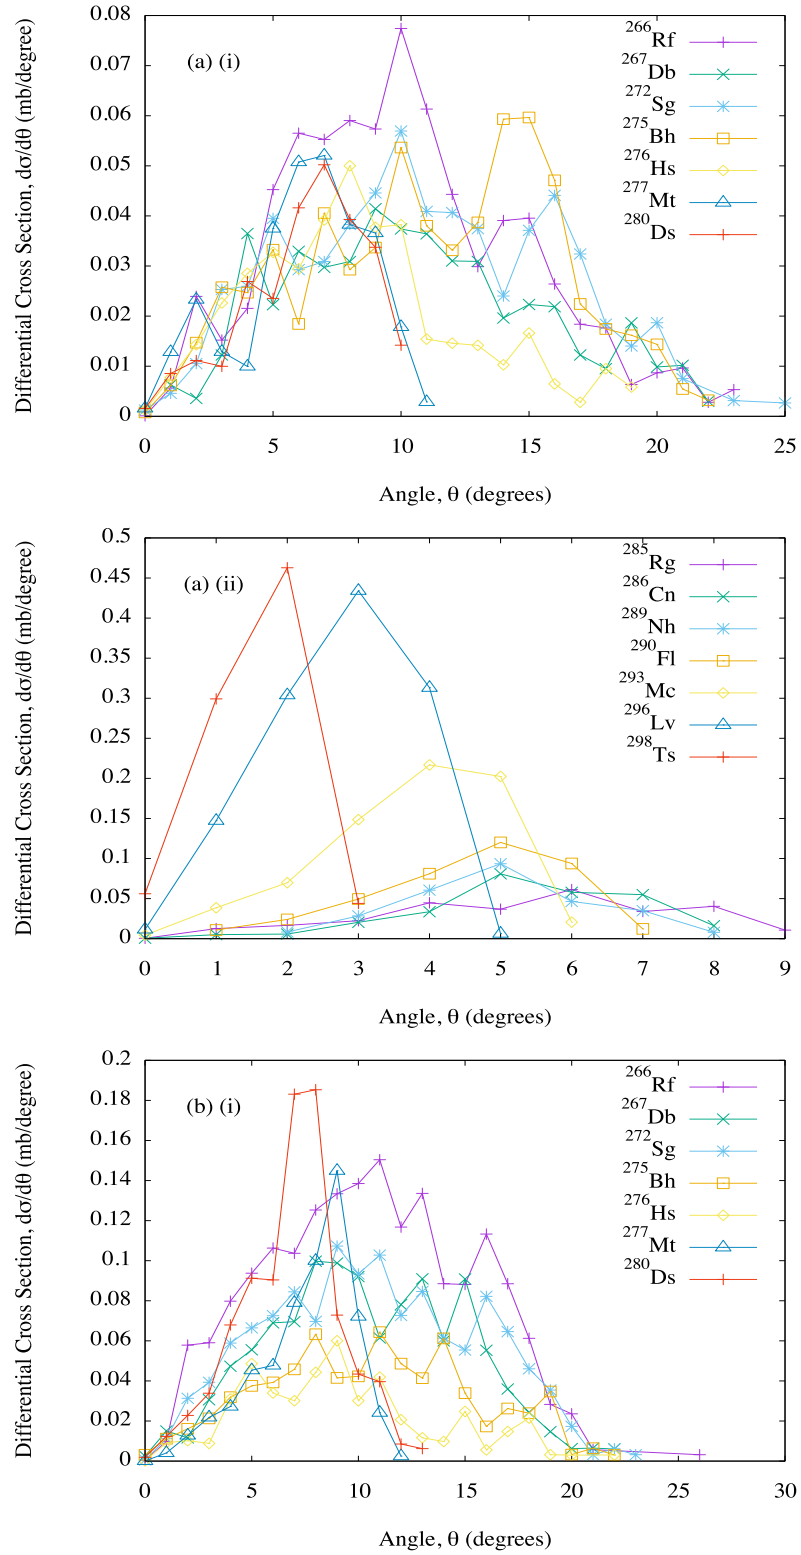 0.08
0.07
0.06
0.05
0.04
0.03
0.02
0.01
0
Differential Cross Section, dσ/dθ (mb/degree)
(a) (i)
266Rf
267Db
272Sg
275Bh
276Hs
277Mt
280Ds
0 5 10 15 20 25
Angle, θ (degrees)
0.5
0.45
0.4
0.35
0.3
0.25
0.2
0.15
0.1
0.05
0
Differential Cross Section, dσ/dθ (mb/degree)
(a) (ii)
285Rg
286Cn
289Nh
290Fl
293Mc
296Lv
298Ts
0 1 2 3 4 5 6 7 8 9
Angle, θ (degrees)
0.2
0.18
0.16
0.14
0.12
0.1
0.08
0.06
0.04
0.02
0
Differential Cross Section, dσ/dθ (mb/degree)
(b) (i)
266Rf
267Db
272Sg
275Bh
276Hs
277Mt
280Ds
0 5 10 15 20 25 30
Angle, θ (degrees)